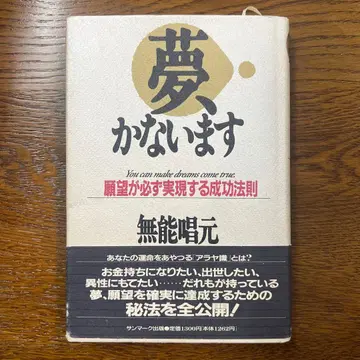 夢、
かないます
You can make dreams come true.
願望が必ず実現する成功法則
無能唱元
あなたの運命をあやつる「アラヤ識」とは?
お金持ちになりたい、出世したい、
異性にもてたい……だれもが持っている
夢、願望を確実に達成するための
秘法を全公開!
サンマーク出版●定価1300円(本体1262円)